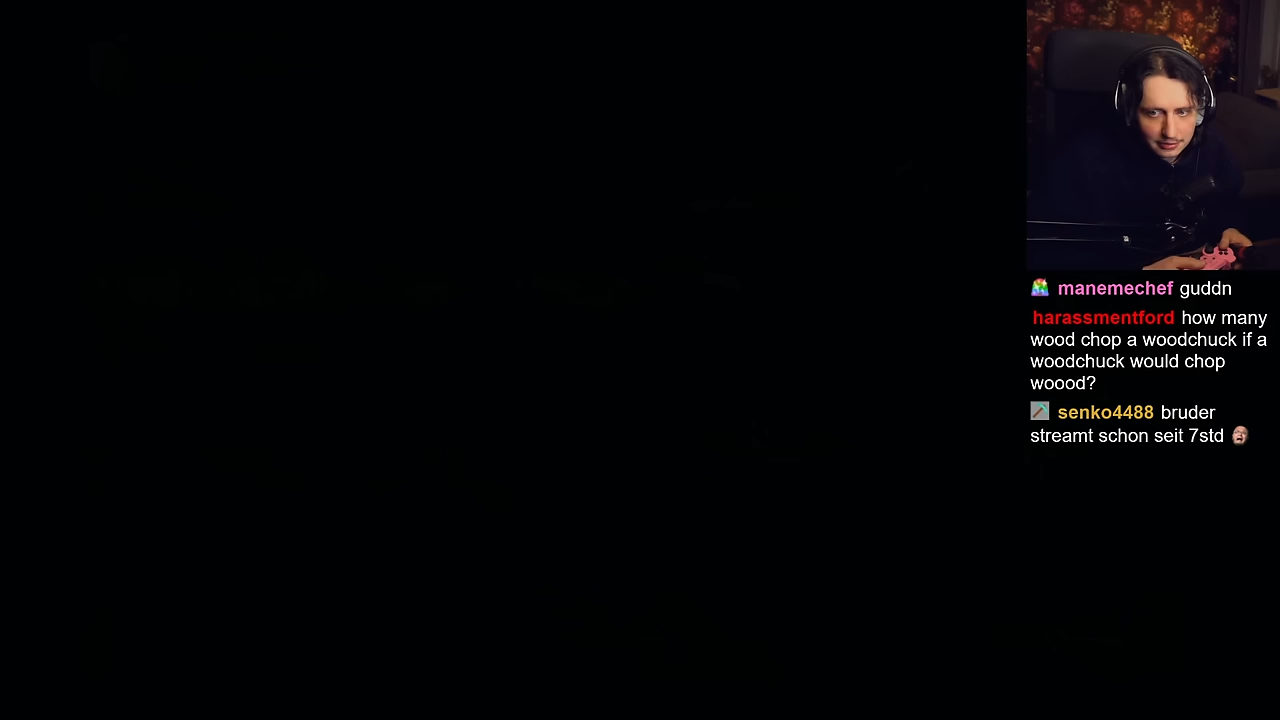 manemechef guddn
harassmentford how many
wood chop a woodchuck if a
woodchuck would chop
woood?
senko4488 bruder
streamt schon seit 7std